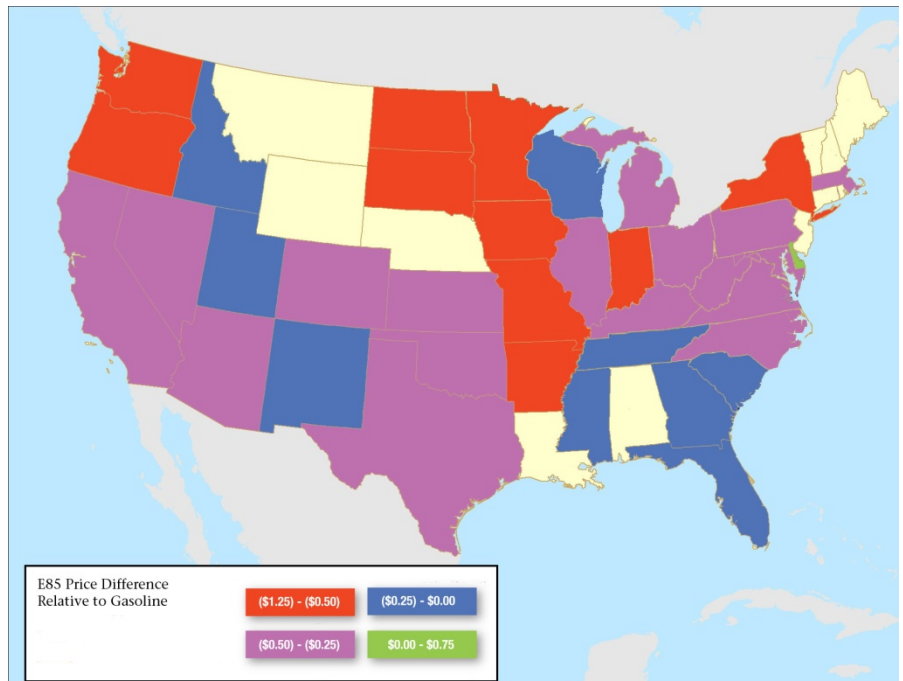 E85 Price Difference
Relative to Gasoline
($1.25) - ($0.50)
($0.25) - $0.00
($0.50) - ($0.25)
$0.00 - $0.75